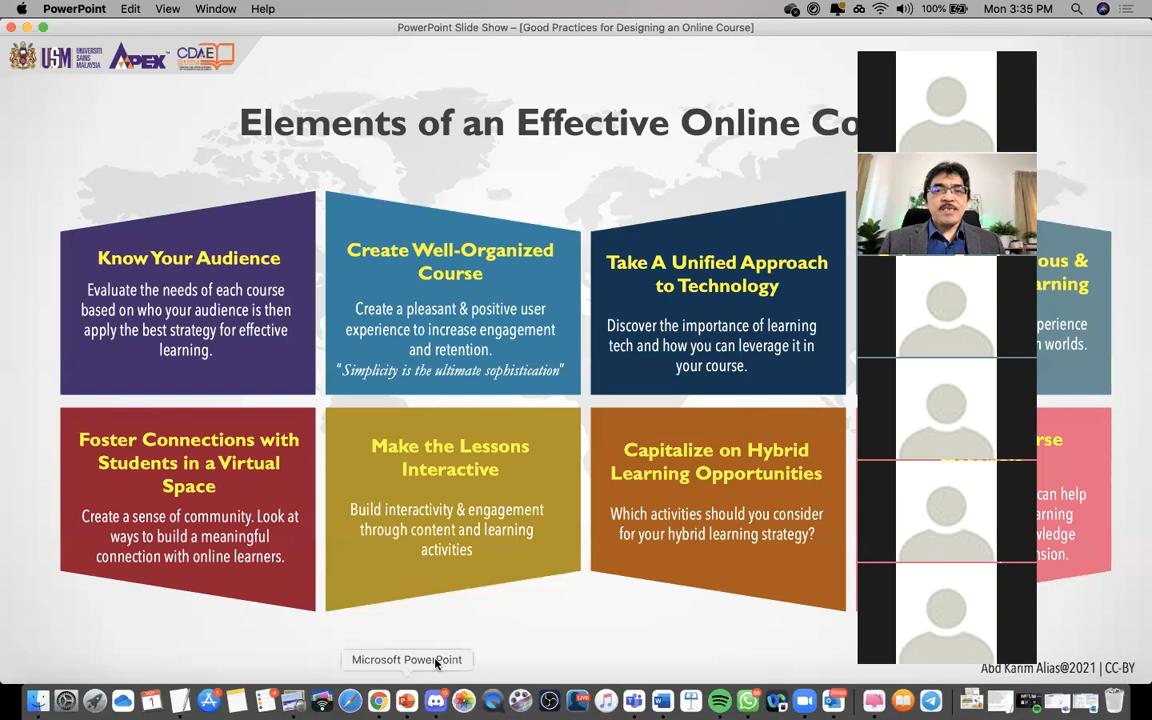 PowerPoint Edit View Window Help 100% Mon 3:35 PM
PowerPoint Slide Show – [Good Practices for Designing an Online Course]
USM UNIVERSITI SAINS MALAYSIA APEX CDAE
Elements of an Effective Online Co
Know Your Audience
Evaluate the needs of each course
based on who your audience is then
apply the best strategy for effective
learning.
Create Well-Organized
Course
Create a pleasant & positive user
experience to increase engagement
and retention.
"Simplicity is the ultimate sophistication"
Take A Unified Approach
to Technology
Discover the importance of learning
tech and how you can leverage it in
your course.
ous &
arning
perience
worlds.
Foster Connections with
Students in a Virtual
Space
Create a sense of community. Look at
ways to build a meaningful
connection with online learners.
Make the Lessons
Interactive
Build interactivity & engagement
through content and learning
activities
Capitalize on Hybrid
Learning Opportunities
Which activities should you consider
for your hybrid learning strategy?
rse
can help
arning
wledge
nsion.
Microsoft PowerPoint
Abd Karim Alias@2021 | CC-BY